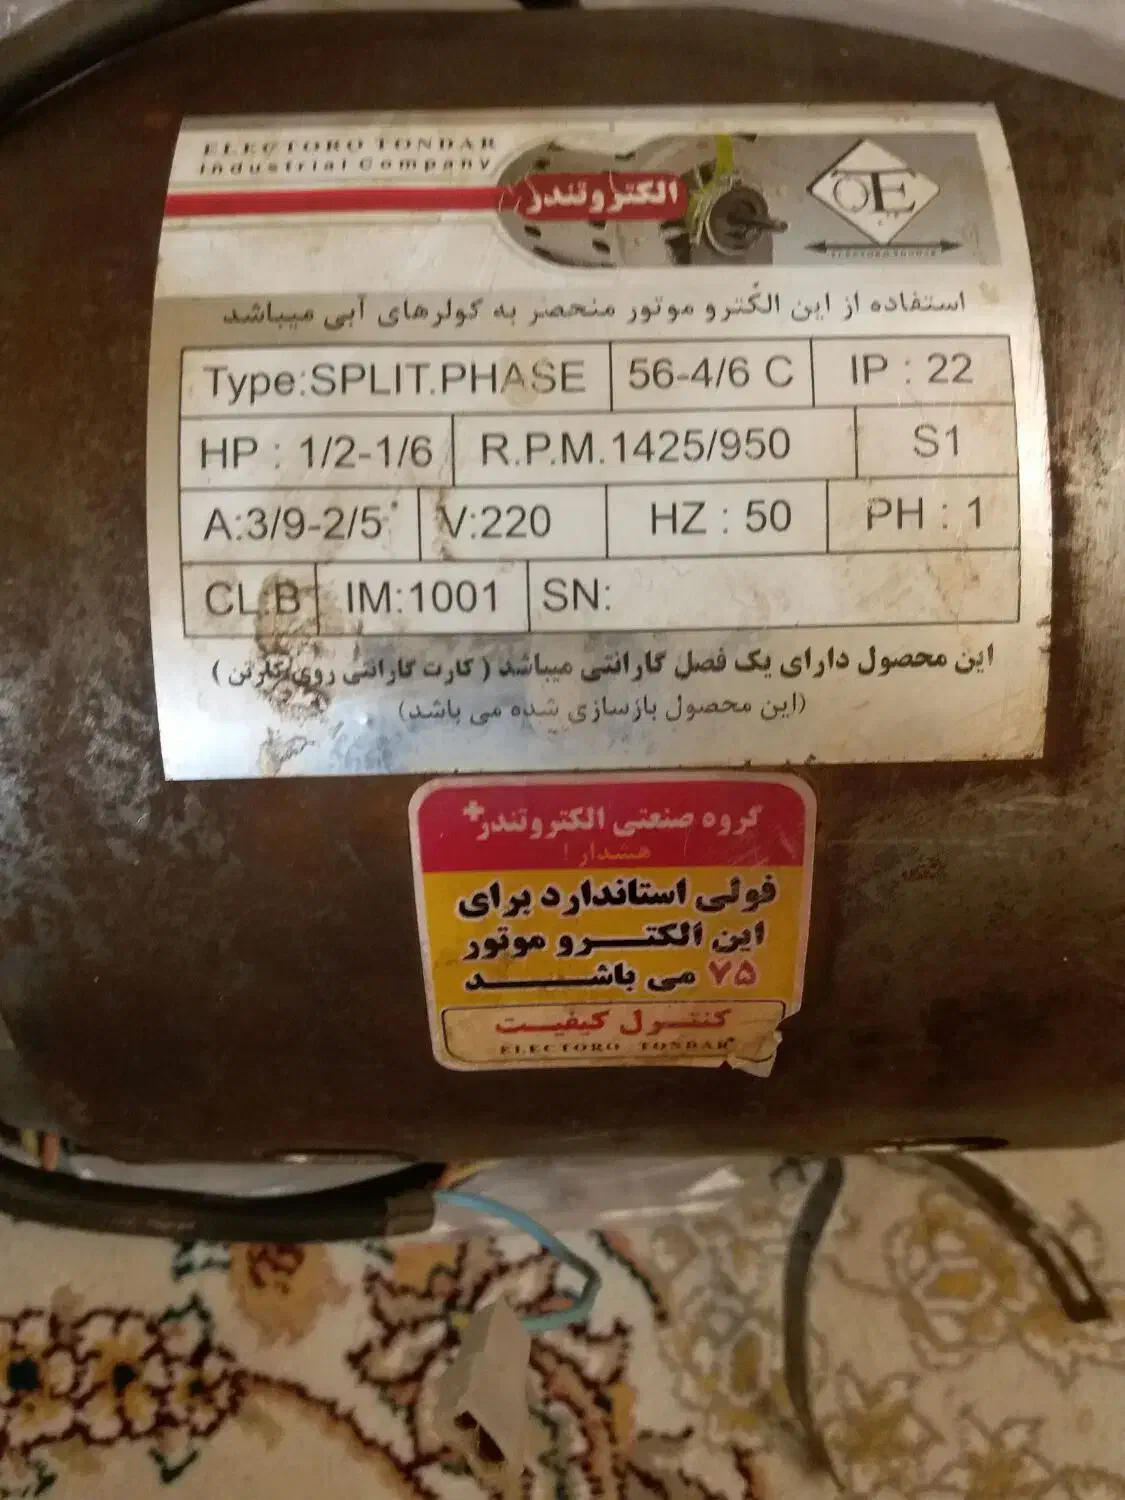 ELECTORO TONDAR
Industrial Company
الکتروتندر
OTE
ELECTORO TONDAR
استفاده از این الکترو موتور منحصر به کولرهای آبی میباشد
Type:SPLIT.PHASE 56-4/6 C IP : 22
HP : 1/2-1/6 R.P.M.1425/950 S1
A:3/9-2/5 V:220 HZ : 50 PH : 1
CL:B IM:1001 SN:
این محصول دارای یک فصل گارانتی میباشد ( کارت گارانتی روی کارتن )
(این محصول بازسازی شده می باشد)
گروه صنعتی الکتروتندر+
هشدار !
فولی استاندارد برای
این الکترو موتور
۷۵ می باشد
کنترل کیفیت
ELECTORO TONDAR